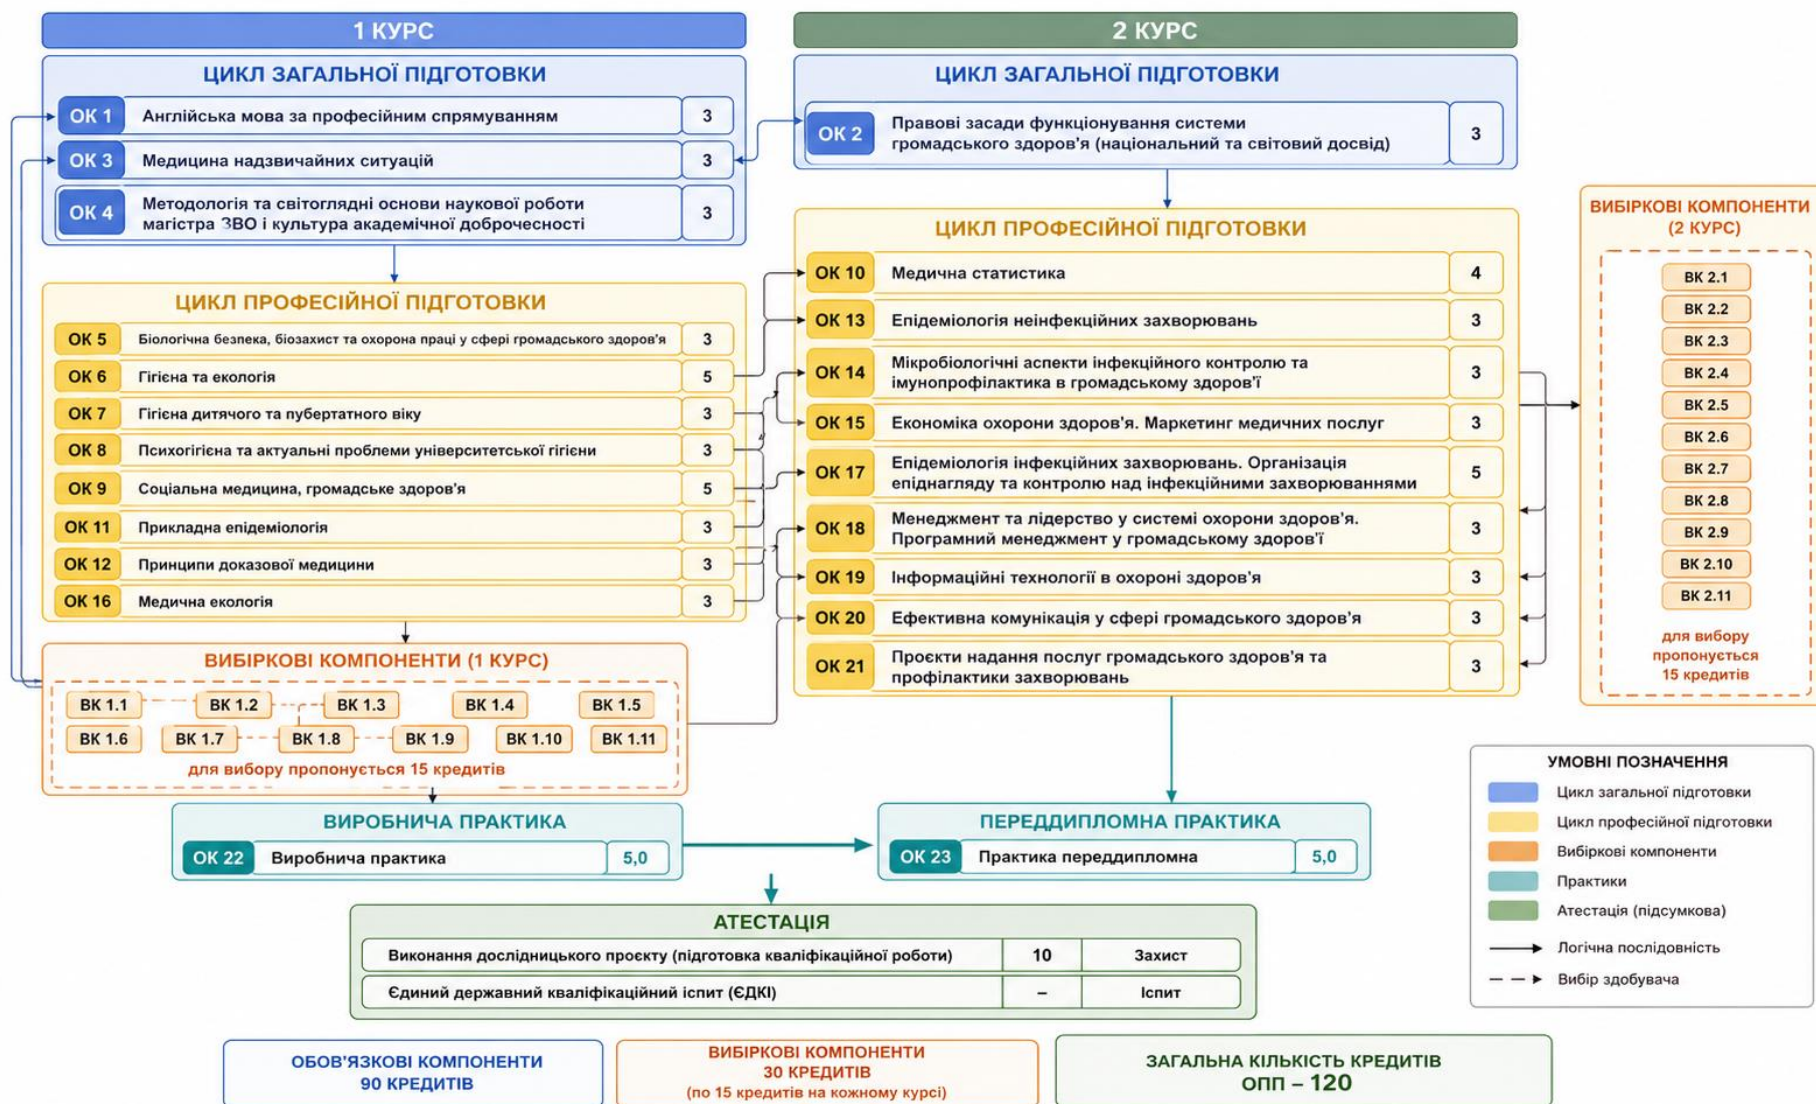 1 КУРС
ЦИКЛ ЗАГАЛЬНОЇ ПІДГОТОВКИ
ОК 1 Англійська мова за професійним спрямуванням 3
ОК 3 Медицина надзвичайних ситуацій 3
ОК 4 Методологія та світоглядні основи наукової роботи
магістра ЗВО і культура академічної доброчесності 3
ЦИКЛ ПРОФЕСІЙНОЇ ПІДГОТОВКИ
ОК 5 Біологічна безпека, біозахист та охорона праці у сфері громадського здоров'я 3
ОК 6 Гігієна та екологія 5
ОК 7 Гігієна дитячого та пубертатного віку 3
ОК 8 Психогігієна та актуальні проблеми університетської гігієни 3
ОК 9 Соціальна медицина, громадське здоров'я 5
ОК 11 Прикладна епідеміологія 3
ОК 12 Принципи доказової медицини 3
ОК 16 Медична екологія 3
ВИБІРКОВІ КОМПОНЕНТИ (1 КУРС)
ВК 1.1 ВК 1.2 ВК 1.3 ВК 1.4 ВК 1.5
ВК 1.6 ВК 1.7 ВК 1.8 ВК 1.9 ВК 1.10 ВК 1.11
для вибору пропонується 15 кредитів
2 КУРС
ЦИКЛ ЗАГАЛЬНОЇ ПІДГОТОВКИ
ОК 2 Правові засади функціонування системи
громадського здоров'я (національний та світовий досвід) 3
ЦИКЛ ПРОФЕСІЙНОЇ ПІДГОТОВКИ
ОК 10 Медична статистика 4
ОК 13 Епідеміологія неінфекційних захворювань 3
ОК 14 Мікробіологічні аспекти інфекційного контролю та
імунопрофілактика в громадському здоров'ї 3
ОК 15 Економіка охорони здоров'я. Маркетинг медичних послуг 3
ОК 17 Епідеміологія інфекційних захворювань. Організація
епіднагляду та контролю над інфекційними захворюваннями 5
ОК 18 Менеджмент та лідерство у системі охорони здоров'я.
Програмний менеджмент у громадському здоров'ї 3
ОК 19 Інформаційні технології в охороні здоров'я 3
ОК 20 Ефективна комунікація у сфері громадського здоров'я 3
ОК 21 Проєкти надання послуг громадського здоров'я та
профілактики захворювань 3
ВИБІРКОВІ КОМПОНЕНТИ
(2 КУРС)
ВК 2.1
ВК 2.2
ВК 2.3
ВК 2.4
ВК 2.5
ВК 2.6
ВК 2.7
ВК 2.8
ВК 2.9
ВК 2.10
ВК 2.11
для вибору
пропонується
15 кредитів
ВИРОБНИЧА ПРАКТИКА
ОК 22 Виробнича практика 5,0
ПЕРЕДДИПЛОМНА ПРАКТИКА
ОК 23 Практика переддипломна 5,0
АТЕСТАЦІЯ
Виконання дослідницького проєкту (підготовка кваліфікаційної роботи) 10 Захист
Єдиний державний кваліфікаційний іспит (ЄДКІ) – Іспит
УМОВНІ ПОЗНАЧЕННЯ
Цикл загальної підготовки
Цикл професійної підготовки
Вибіркові компоненти
Практики
Атестація (підсумкова)
Логічна послідовність
Вибір здобувача
ОБОВ'ЯЗКОВІ КОМПОНЕНТИ
90 КРЕДИТІВ
ВИБІРКОВІ КОМПОНЕНТИ
30 КРЕДИТІВ
(по 15 кредитів на кожному курсі)
ЗАГАЛЬНА КІЛЬКІСТЬ КРЕДИТІВ
ОПП – 120